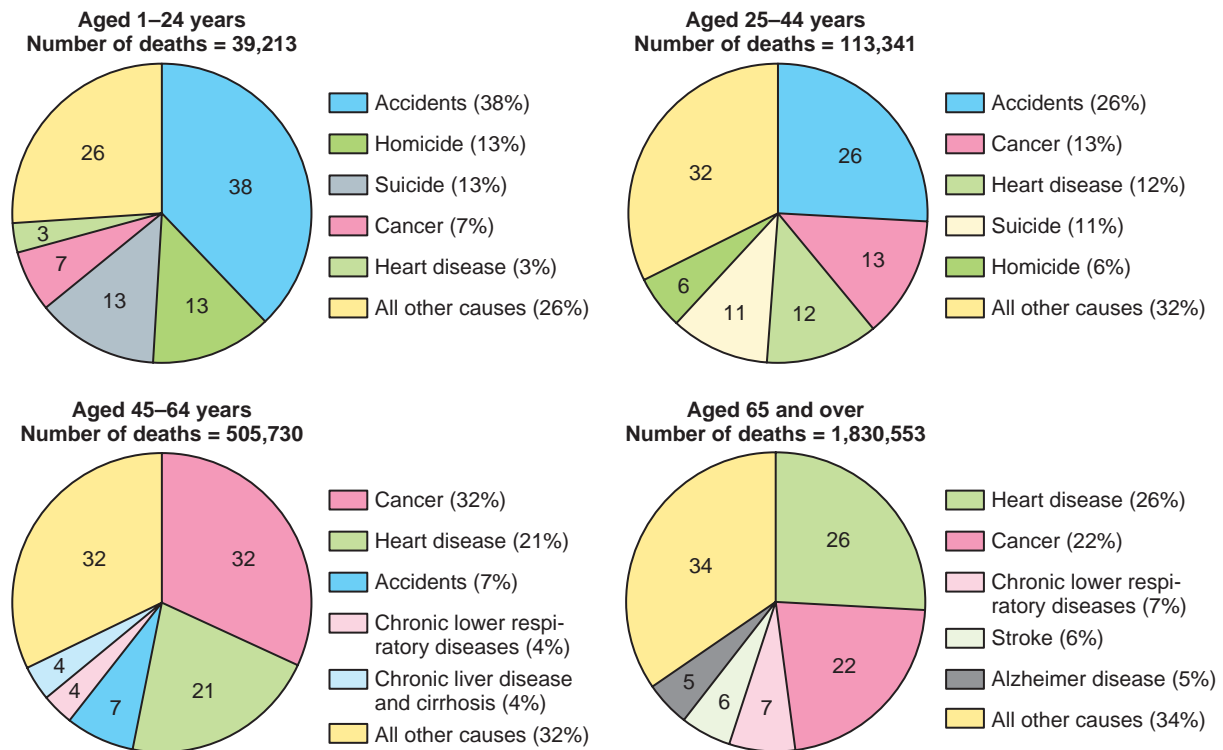 Aged 1–24 years
Number of deaths = 39,213
26
38
3
7
13
13
Accidents (38%)
Homicide (13%)
Suicide (13%)
Cancer (7%)
Heart disease (3%)
All other causes (26%)
Aged 25–44 years
Number of deaths = 113,341
32
26
13
6
11
12
Accidents (26%)
Cancer (13%)
Heart disease (12%)
Suicide (11%)
Homicide (6%)
All other causes (32%)
Aged 45–64 years
Number of deaths = 505,730
32
32
4
4
7
21
Cancer (32%)
Heart disease (21%)
Accidents (7%)
Chronic lower respi-
ratory diseases (4%)
Chronic liver disease
and cirrhosis (4%)
All other causes (32%)
Aged 65 and over
Number of deaths = 1,830,553
34
26
22
5
6
7
Heart disease (26%)
Cancer (22%)
Chronic lower respi-
ratory diseases (7%)
Stroke (6%)
Alzheimer disease (5%)
All other causes (34%)